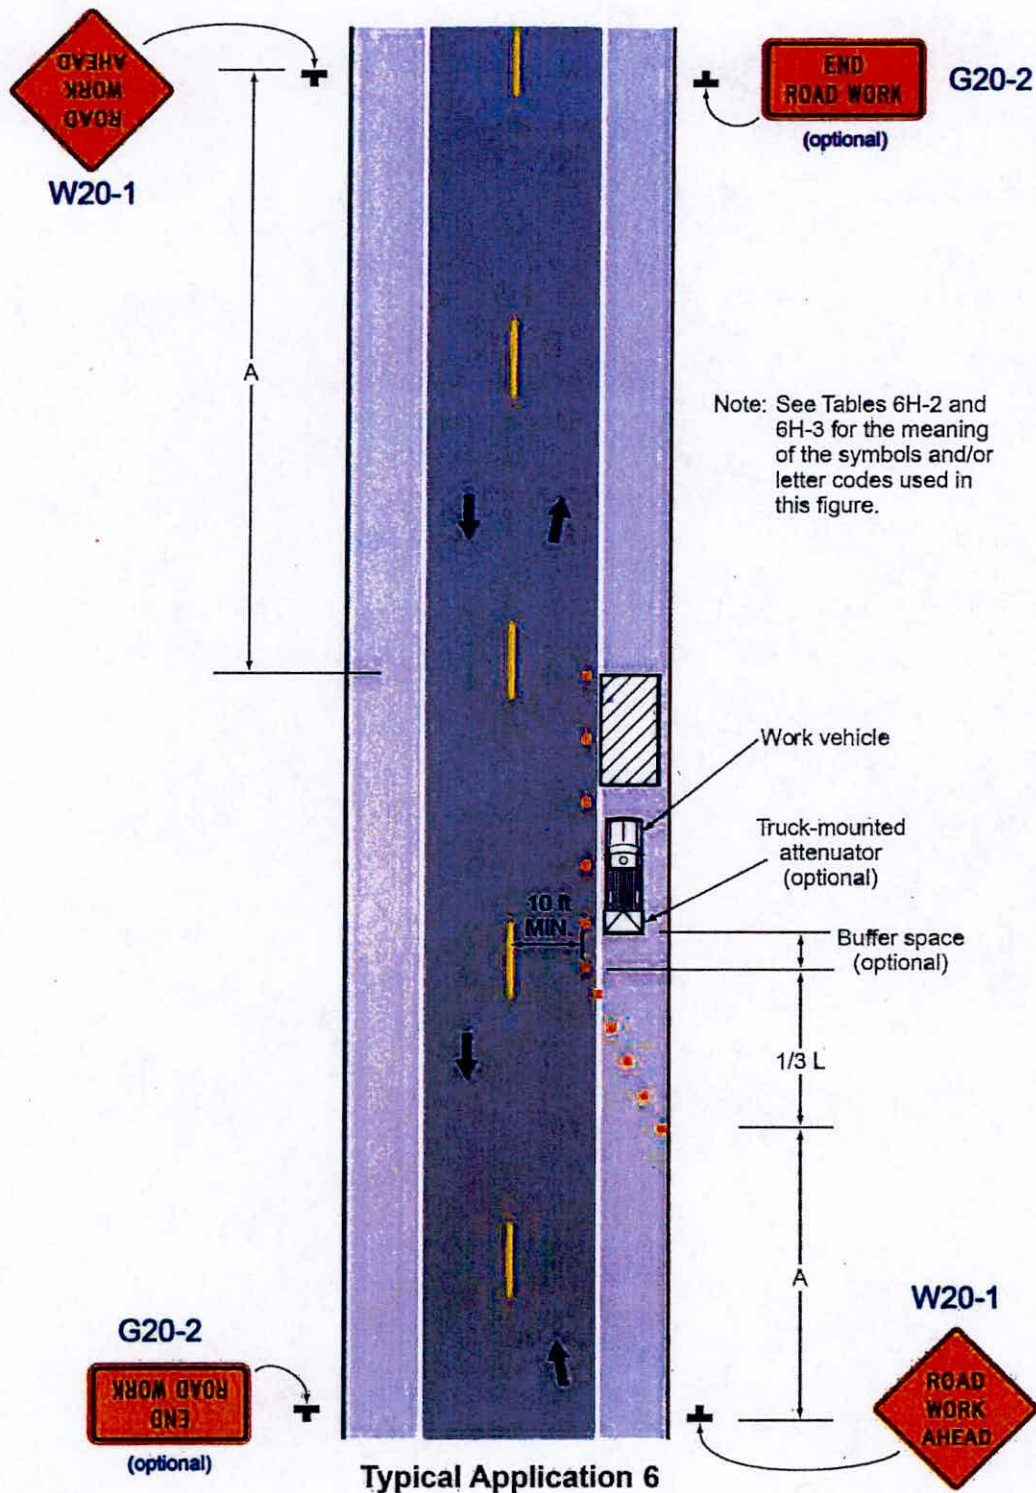 ROAD
WORK
AHEAD
W20-1
END
ROAD WORK
(optional)
G20-2
A
Note: See Tables 6H-2 and
6H-3 for the meaning
of the symbols and/or
letter codes used in
this figure.
Work vehicle
Truck-mounted
attenuator
(optional)
10 ft
MIN.
Buffer space
(optional)
1/3 L
A
W20-1
ROAD
WORK
AHEAD
G20-2
END
ROAD WORK
(optional)
Typical Application 6